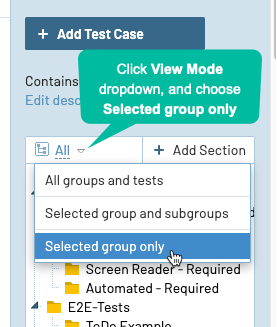 + Add Test Case
Contains
Edit desc
Click View Mode
dropdown, and choose
Selected group only
All
+ Add Section
All groups and tests
Selected group and subgroups
Selected group only
Screen Reader - Required
Automated - Required
E2E-Tests
ToDo Example